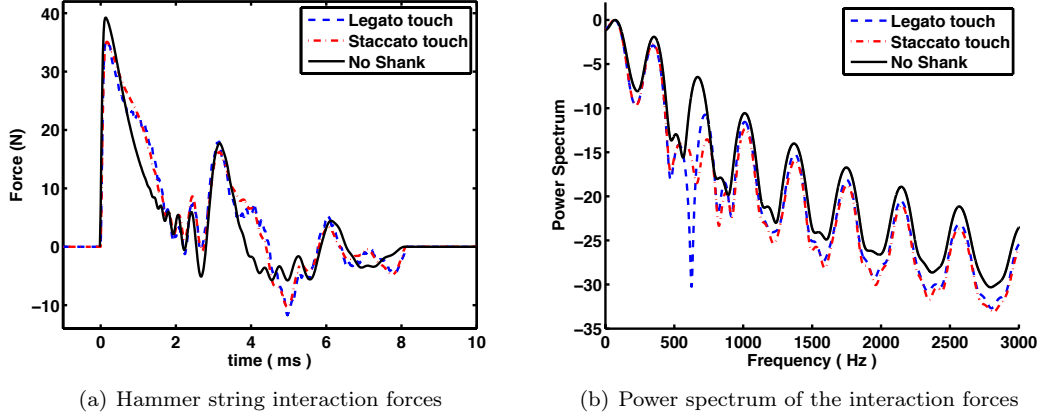 Legato touch
Staccato touch
No Shank
40
30
20
10
0
−10
Force (N)
0 2 4 6 8 10
time ( ms )
(a) Hammer string interaction forces
Legato touch
Staccato touch
No Shank
0
−5
−10
−15
−20
−25
−30
−35
Power Spectrum
0 500 1000 1500 2000 2500 3000
Frequency ( Hz )
(b) Power spectrum of the interaction forces